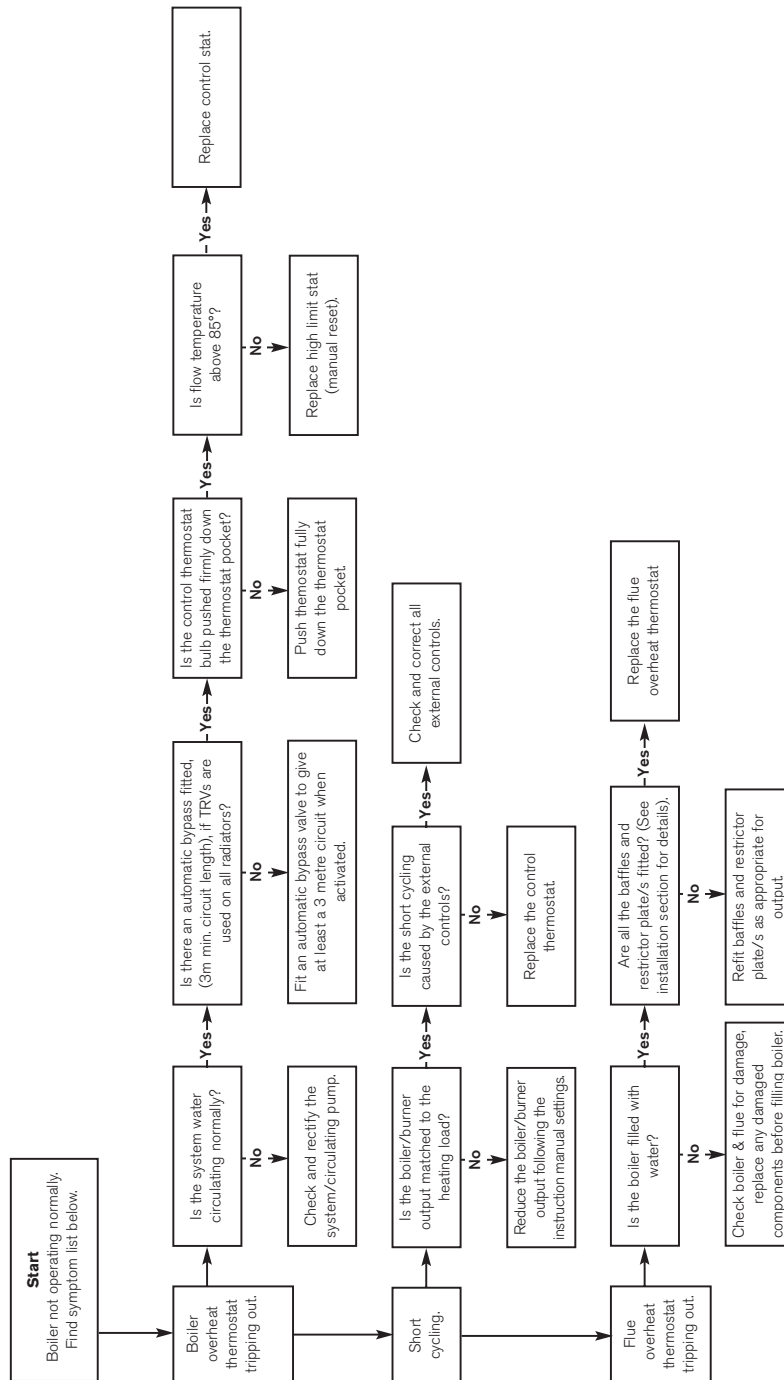 Start
Boiler not operating normally.
Find symptom list below.
Boiler
overheat
thermostat
tripping out.
Is the system water
circulating normally?
Yes
Is there an automatic bypass fitted,
(3m min. circuit length), if TRVs are
used on all radiators?
Yes
Is the control thermostat
bulb pushed firmly down
the thermostat pocket?
Yes
Is flow temperature
above 85°?
Yes
Replace control stat.
No
Check and rectify the
system/circulating pump.
No
Fit an automatic bypass valve to give
at least a 3 metre circuit when
activated.
No
Push themostat fully
down the thermostat
pocket.
No
Replace high limit stat
(manual reset).
Short
cycling.
Is the boiler/burner
output matched to the
heating load?
Yes
Is the short cycling
caused by the external
controls?
Yes
Check and correct all
external controls.
No
Reduce the boiler/burner
output following the
instruction manual settings.
No
Replace the control
thermostat.
Flue
overheat
thermostat
tripping out.
Is the boiler filled with
water?
Yes
Are all the baffles and
restrictor plate/s fitted? (See
installation section for details).
Yes
Replace the flue
overheat thermostat
No
Check boiler & flue for damage,
replace any damaged
components before filling boiler.
No
Refit baffles and restrictor
plate/s as appropriate for
output.